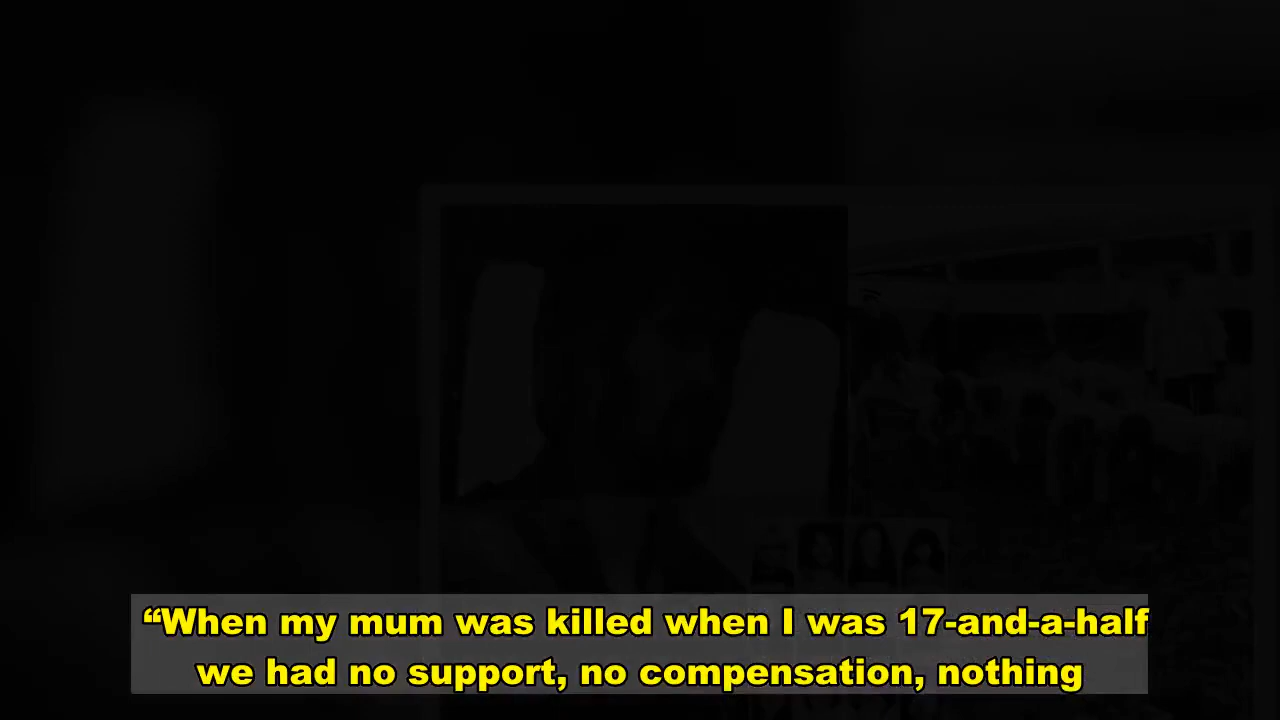 “When my mum was killed when I was 17-and-a-half
we had no support, no compensation, nothing